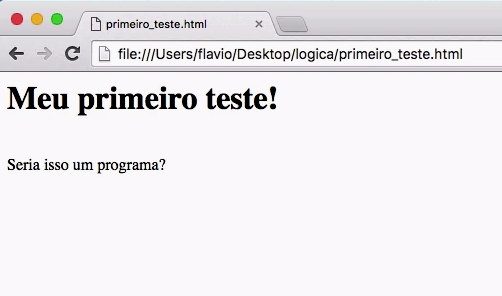 primeiro_teste.html
file:///Users/flavio/Desktop/logica/primeiro_teste.html
Meu primeiro teste!
Seria isso um programa?